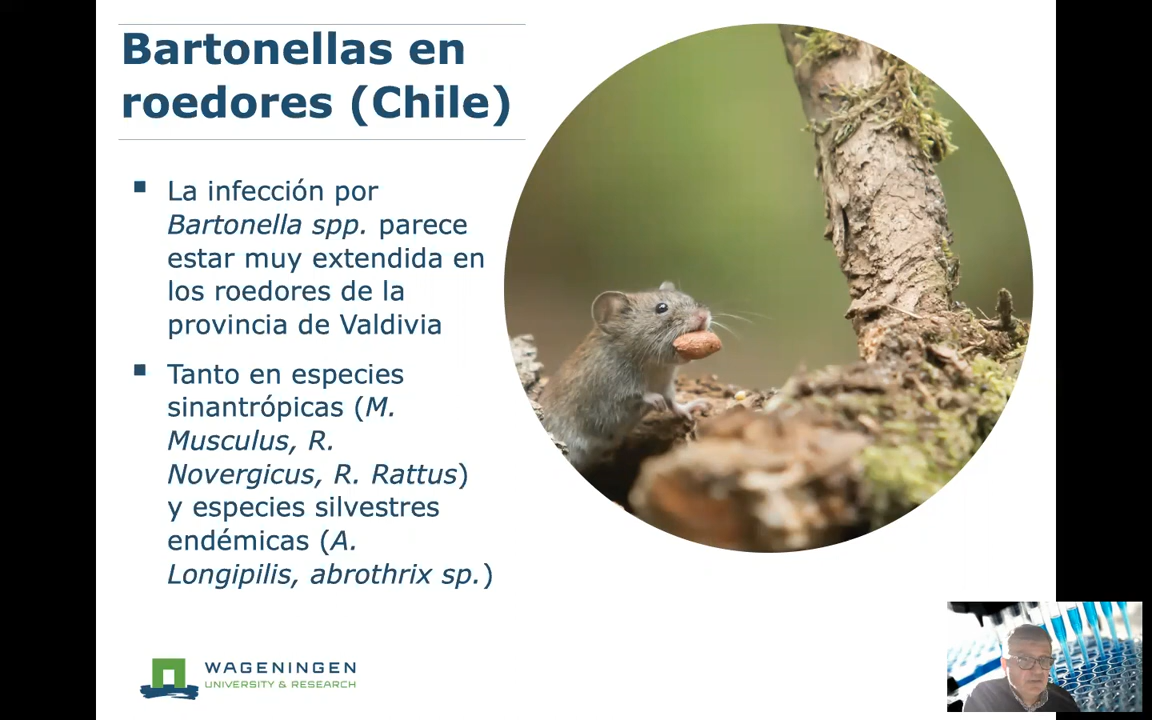 Bartonellas en
roedores (Chile)
▪ La infección por
Bartonella spp. parece
estar muy extendida en
los roedores de la
provincia de Valdivia
▪ Tanto en especies
sinantrópicas (M.
Musculus, R.
Novergicus, R. Rattus)
y especies silvestres
endémicas (A.
Longipilis, abrothrix sp.)
WAGENINGEN
UNIVERSITY & RESEARCH